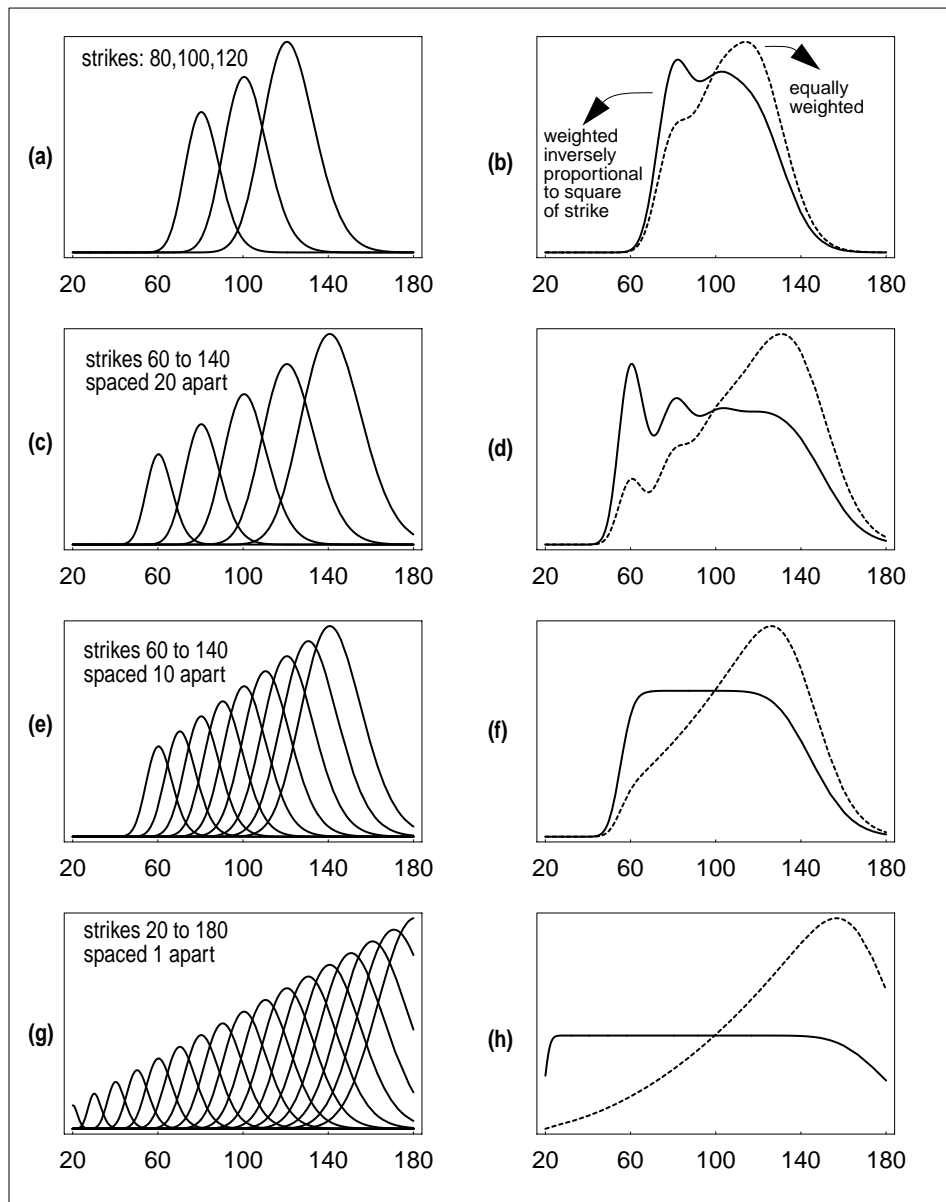 strikes: 80,100,120
(a)
20 60 100 140 180
equally
weighted
weighted
inversely
proportional
to square
of strike
(b)
20 60 100 140 180
strikes 60 to 140
spaced 20 apart
(c)
20 60 100 140 180
(d)
20 60 100 140 180
strikes 60 to 140
spaced 10 apart
(e)
20 60 100 140 180
(f)
20 60 100 140 180
strikes 20 to 180
spaced 1 apart
(g)
20 60 100 140 180
(h)
20 60 100 140 180